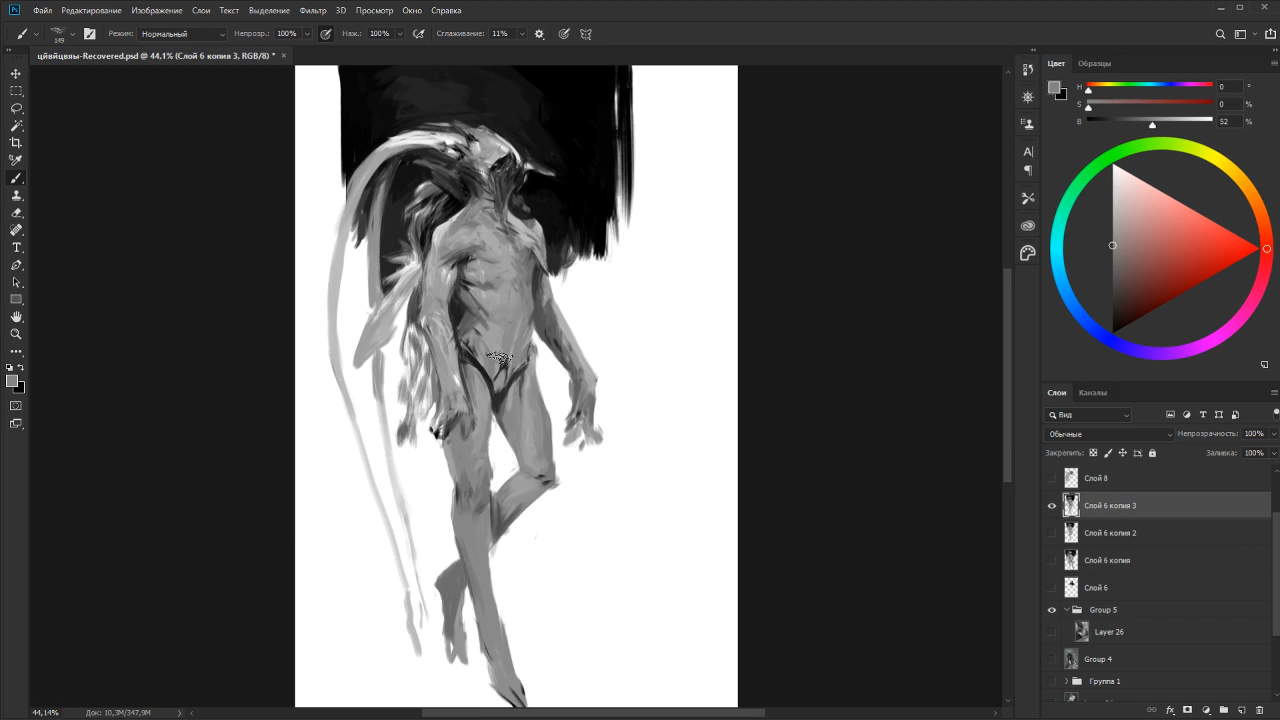 Ps Файл Редактирование Изображение Слои Текст Выделение Фильтр 3D Просмотр Окно Справка
149 Режим: Нормальный Непрозр.: 100% Наж.: 100% Сглаживание: 11%
цйвйцвяы-Recovered.psd @ 44,1% (Слой 6 копия 3, RGB/8) * ×
Цвет Образцы
H 0 °
S 0 %
B 52 %
Слои Каналы
Вид
Обычные Непрозрачность: 100%
Закрепить: Заливка: 100%
Слой 8
Слой 6 копия 3
Слой 6 копия 2
Слой 6 копия
Слой 6
Group 5
Layer 26
Group 4
Группа 1
44,14% Док: 10,3M/347,9M